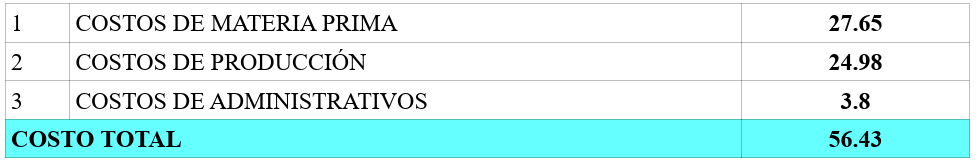 1 COSTOS DE MATERIA PRIMA 27.65
2 COSTOS DE PRODUCCIÓN 24.98
3 COSTOS DE ADMINISTRATIVOS 3.8
COSTO TOTAL 56.43